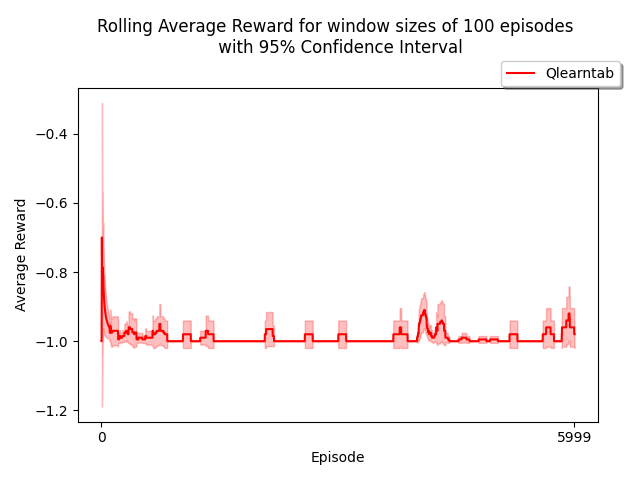 Rolling Average Reward for window sizes of 100 episodes
with 95% Confidence Interval
Qlearntab
−0.4
−0.6
−0.8
−1.0
−1.2
Average Reward
0
5999
Episode